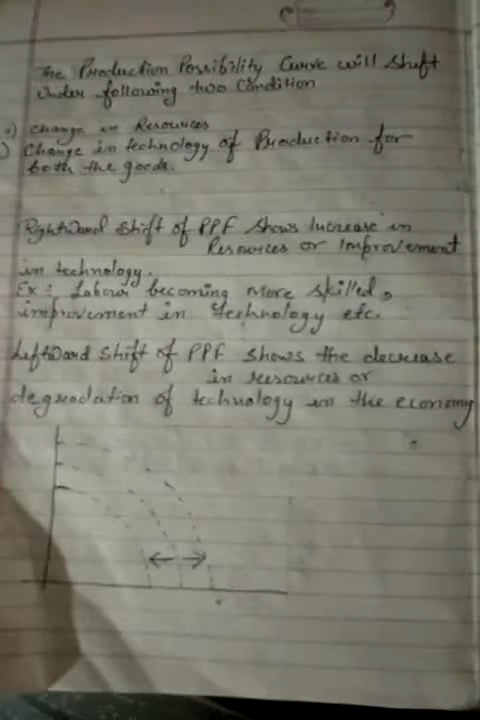 The Production Possibility Curve will shift
under following two Condition
) Change in Resources
) Change in technology of Production for
both the goods.
Rightward shift of PPF shows Increase in
Resources or Improvement
in technology.
Ex: Labour becoming more skilled,
improvement in technology etc.
Leftward shift of PPF shows the decrease
in resources or
degradation of technology in the economy